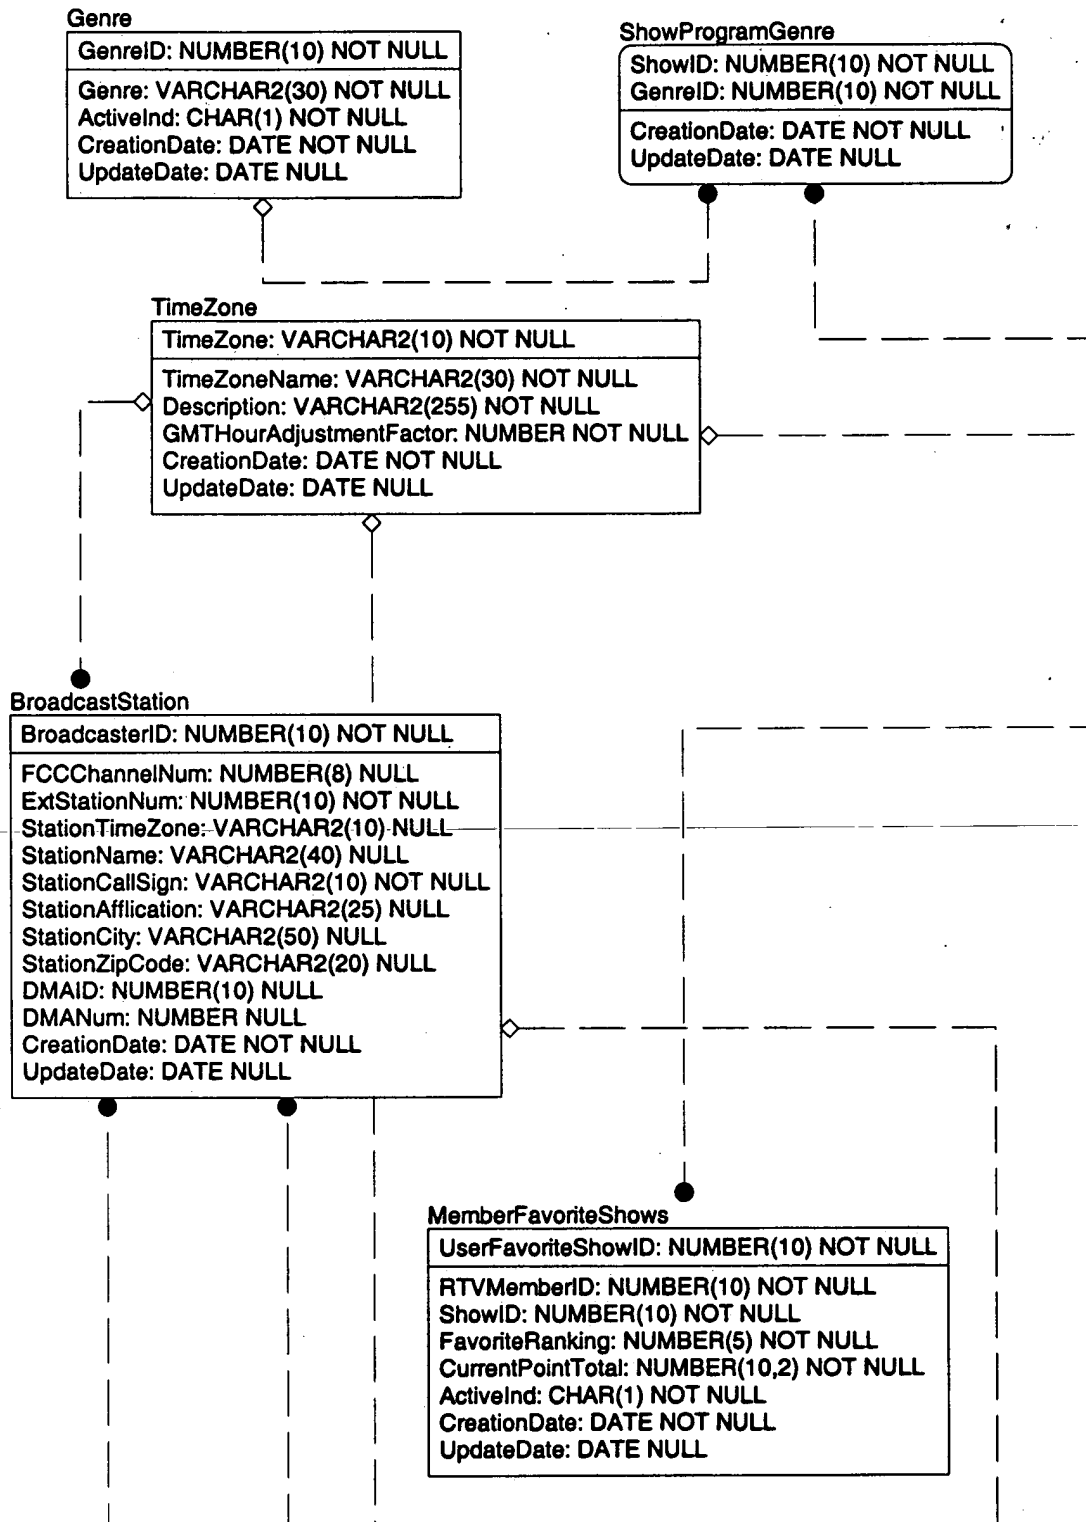 Genre
GenreID: NUMBER(10) NOT NULL
Genre: VARCHAR2(30) NOT NULL
ActiveInd: CHAR(1) NOT NULL
CreationDate: DATE NOT NULL
UpdateDate: DATE NULL
ShowProgramGenre
ShowID: NUMBER(10) NOT NULL
GenreID: NUMBER(10) NOT NULL
CreationDate: DATE NOT NULL
UpdateDate: DATE NULL
TimeZone
TimeZone: VARCHAR2(10) NOT NULL
TimeZoneName: VARCHAR2(30) NOT NULL
Description: VARCHAR2(255) NOT NULL
GMTHourAdjustmentFactor: NUMBER NOT NULL
CreationDate: DATE NOT NULL
UpdateDate: DATE NULL
BroadcastStation
BroadcasterID: NUMBER(10) NOT NULL
FCCChannelNum: NUMBER(8) NULL
ExtStationNum: NUMBER(10) NOT NULL
StationTimeZone: VARCHAR2(10) NULL
StationName: VARCHAR2(40) NULL
StationCallSign: VARCHAR2(10) NOT NULL
StationAfflication: VARCHAR2(25) NULL
StationCity: VARCHAR2(50) NULL
StationZipCode: VARCHAR2(20) NULL
DMAID: NUMBER(10) NULL
DMANum: NUMBER NULL
CreationDate: DATE NOT NULL
UpdateDate: DATE NULL
MemberFavoriteShows
UserFavoriteShowID: NUMBER(10) NOT NULL
RTVMemberID: NUMBER(10) NOT NULL
ShowID: NUMBER(10) NOT NULL
FavoriteRanking: NUMBER(5) NOT NULL
CurrentPointTotal: NUMBER(10,2) NOT NULL
ActiveInd: CHAR(1) NOT NULL
CreationDate: DATE NOT NULL
UpdateDate: DATE NULL